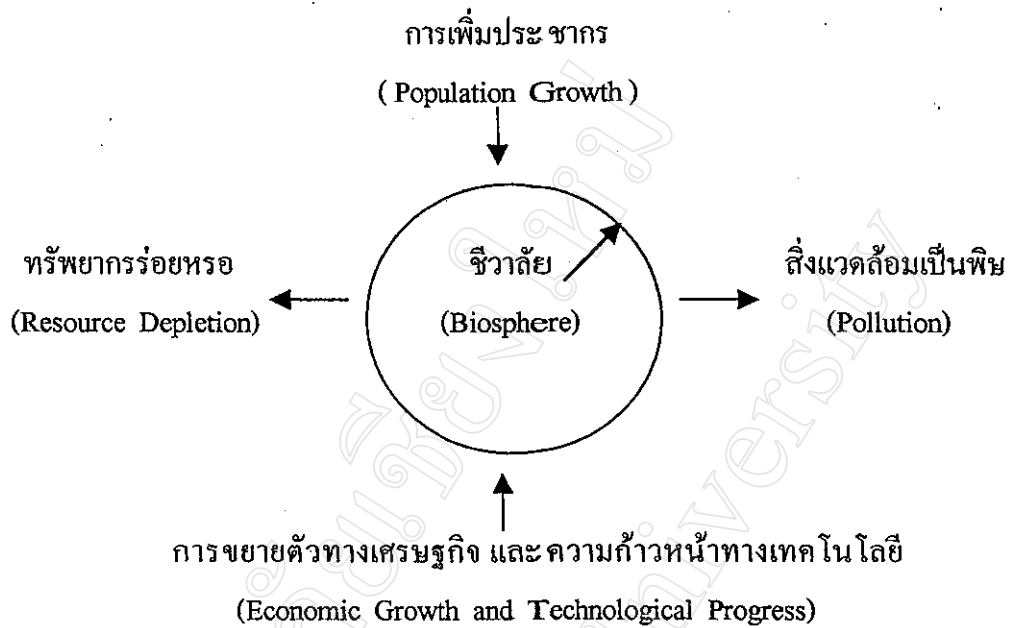 การเพิ่มประชากร
(Population Growth)
ทรัพยากรร่อยหรอ
(Resource Depletion)
ชีวาลัย
(Biosphere)
สิ่งแวดล้อมเป็นพิษ
(Pollution)
การขยายตัวทางเศรษฐกิจ และความก้าวหน้าทางเทคโนโลยี
(Economic Growth and Technological Progress)